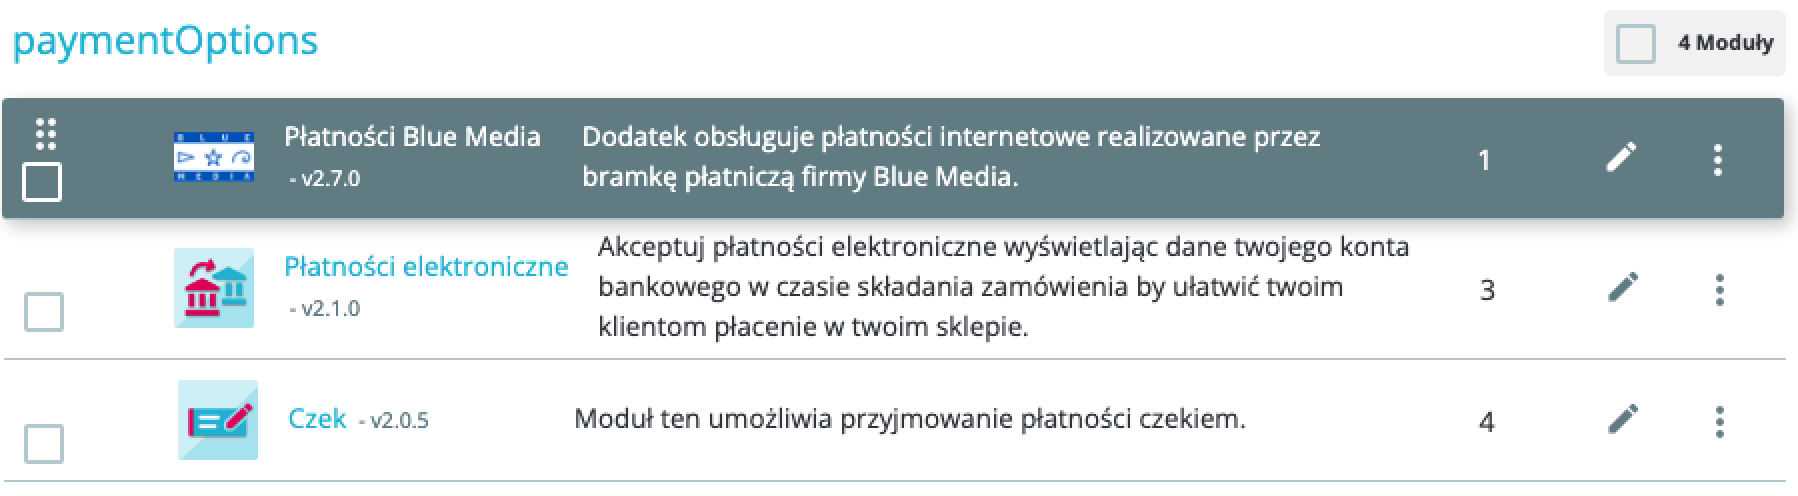 paymentOptions
4 Moduły
BLUE
MEDIA
Płatności Blue Media
- v2.7.0
Dodatek obsługuje płatności internetowe realizowane przez
bramkę płatniczą firmy Blue Media.
1
Płatności elektroniczne
- v2.1.0
Akceptuj płatności elektroniczne wyświetlając dane twojego konta
bankowego w czasie składania zamówienia by ułatwić twoim
klientom płacenie w twoim sklepie.
3
Czek - v2.0.5
Moduł ten umożliwia przyjmowanie płatności czekiem.
4